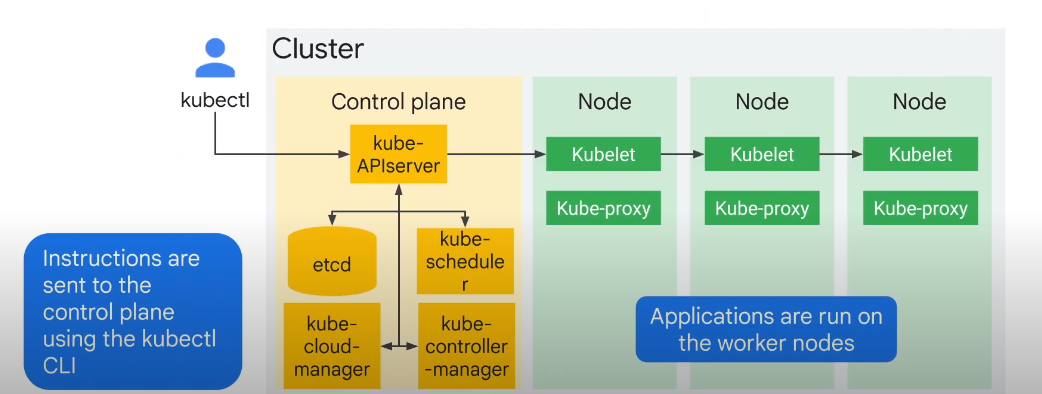 Cluster
kubectl
Control plane
kube-
APIserver
etcd
kube-
schedule
r
kube-
cloud-
manager
kube-
controller
-manager
Node
Kubelet
Kube-proxy
Node
Kubelet
Kube-proxy
Node
Kubelet
Kube-proxy
Instructions are
sent to the
control plane
using the kubectl
CLI
Applications are run on
the worker nodes